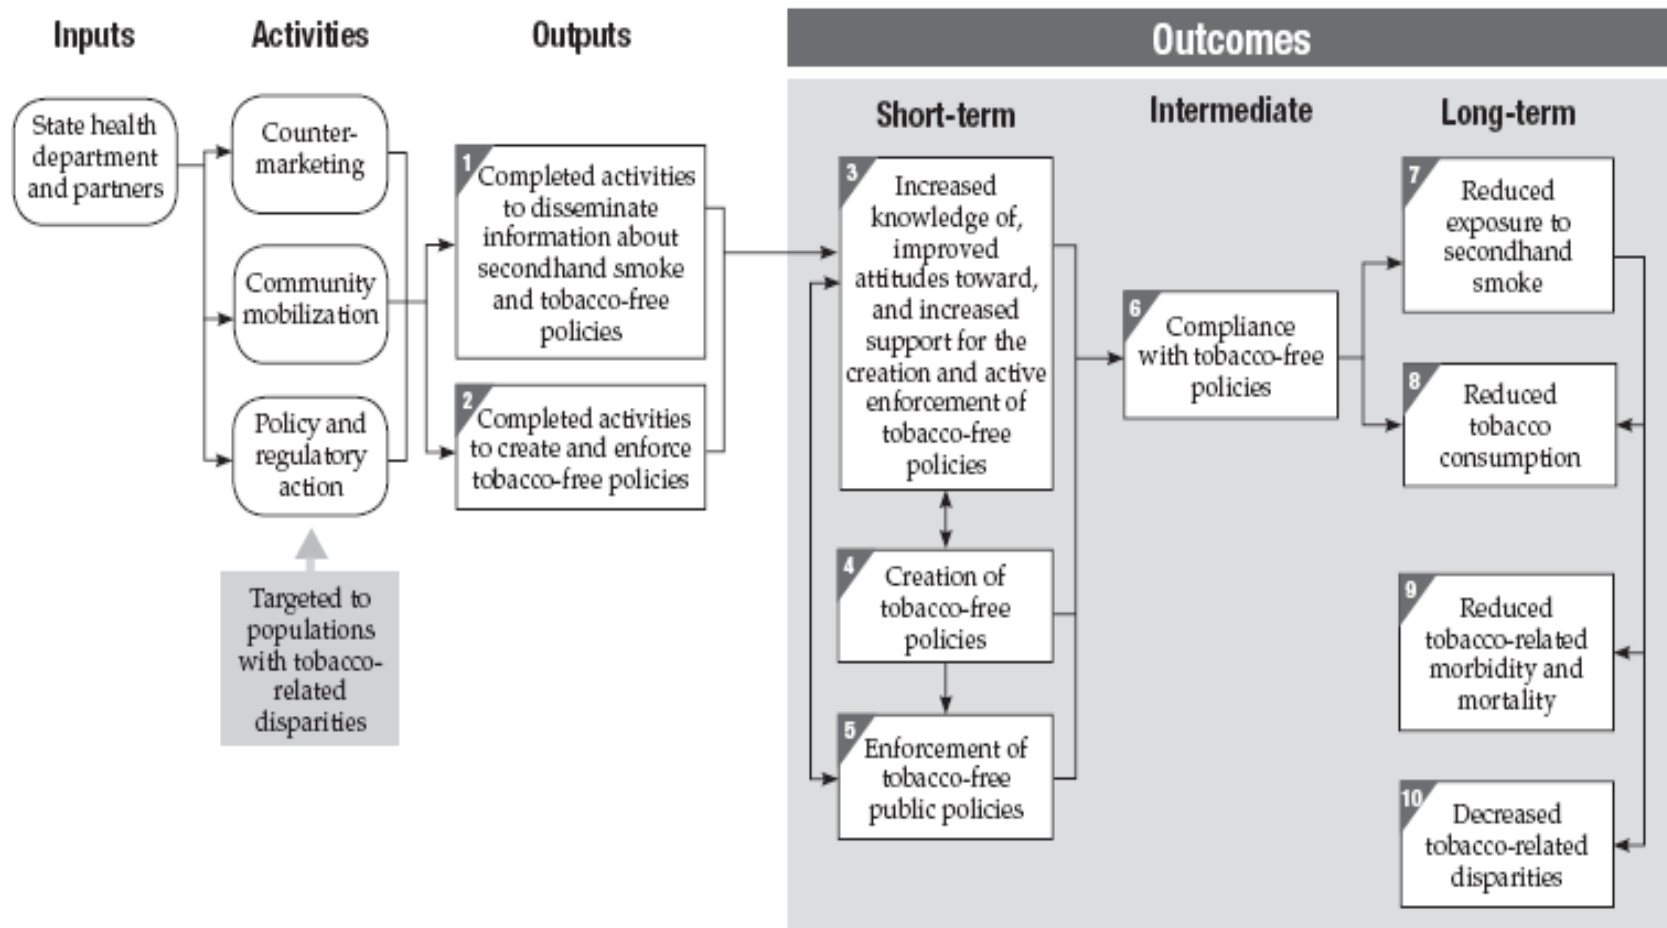 Inputs
Activities
Outputs
Outcomes
Short-term
Intermediate
Long-term
State health
department
and partners
Counter-
marketing
Community
mobilization
Policy and
regulatory
action
Targeted to
populations
with tobacco-
related
disparities
1
Completed activities
to disseminate
information about
secondhand smoke
and tobacco-free
policies
2
Completed activities
to create and enforce
tobacco-free policies
3
Increased
knowledge of,
improved
attitudes toward,
and increased
support for the
creation and active
enforcement of
tobacco-free
policies
4
Creation of
tobacco-free
policies
5
Enforcement of
tobacco-free
public policies
6
Compliance
with tobacco-free
policies
7
Reduced
exposure to
secondhand
smoke
8
Reduced
tobacco
consumption
9
Reduced
tobacco-related
morbidity and
mortality
10
Decreased
tobacco-related
disparities